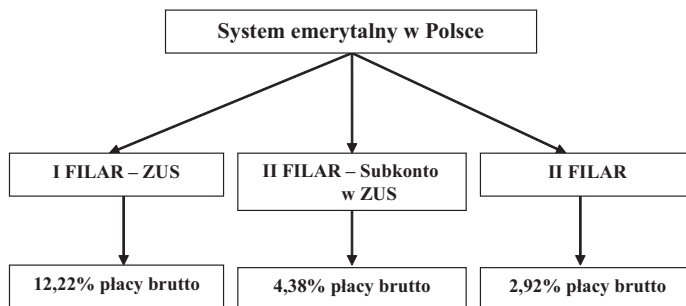 System emerytalny w Polsce
I FILAR – ZUS
II FILAR – Subkonto
w ZUS
II FILAR
12,22% płacy brutto
4,38% płacy brutto
2,92% płacy brutto